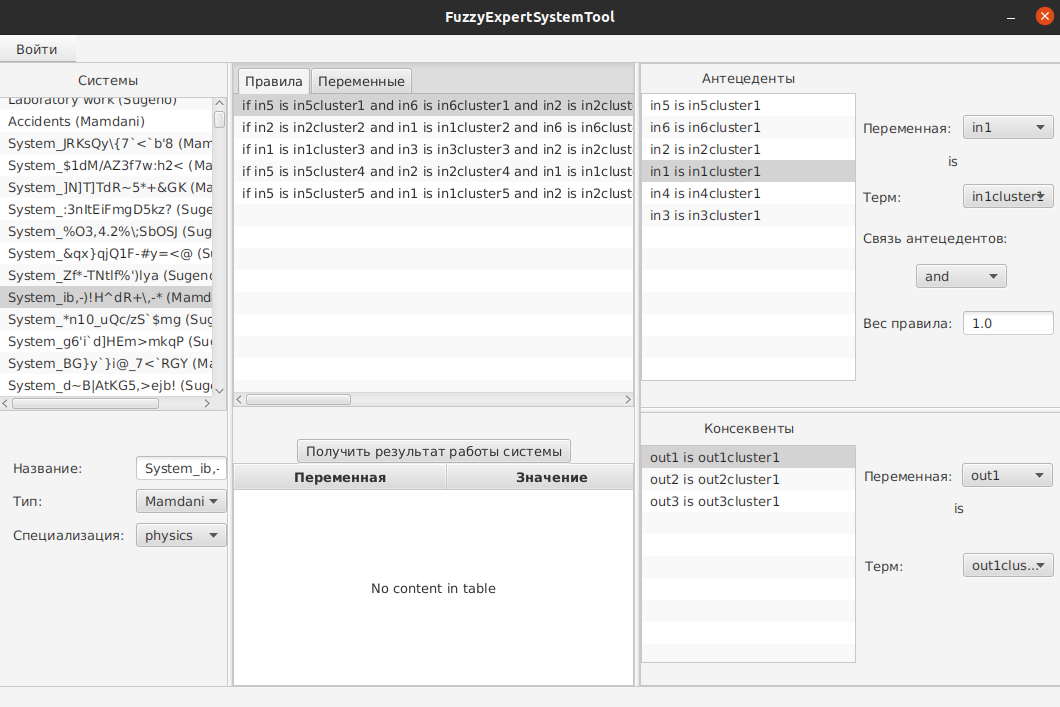 FuzzyExpertSystemTool
Войти
Системы
Laboratory work (Sugeno)
Accidents (Mamdani)
System_JRKsQy\{7`<`b'8 (Mam
System_$1dM/AZ3f7w:h2< (Ma
System_]N]T]TdR~5*+&GK (Ma
System_:3nItEiFmgD5kz? (Suge
System_%O3,4.2%\;SbOSJ (Sug
System_&qx}qjQ1F-#y=<@ (Su
System_Zf*-TNtlf%')lya (Sugeno
System_ib,-)!H^dR+\,-* (Mamda
System_*n10_uQc/zS`$mg (Sug
System_g6'i`d]HEm>mkqP (Su
System_BG}y`}i@_7<`RGY (Ma
System_d~B|AtKG5,>ejb! (Suge
Название:
System_ib,-
Тип:
Mamdani
Специализация:
physics
Правила
Переменные
if in5 is in5cluster1 and in6 is in6cluster1 and in2 is in2clust
if in2 is in2cluster2 and in1 is in1cluster2 and in6 is in6clust
if in1 is in1cluster3 and in3 is in3cluster3 and in2 is in2clust
if in5 is in5cluster4 and in2 is in2cluster4 and in1 is in1clust
if in5 is in5cluster5 and in1 is in1cluster5 and in2 is in2clust
Получить результат работы системы
Переменная
Значение
No content in table
Антецеденты
in5 is in5cluster1
in6 is in6cluster1
in2 is in2cluster1
in1 is in1cluster1
in4 is in4cluster1
in3 is in3cluster1
Переменная:
in1
is
Терм:
in1cluster1
Связь антецедентов:
and
Вес правила:
1.0
Консеквенты
out1 is out1cluster1
out2 is out2cluster1
out3 is out3cluster1
Переменная:
out1
is
Терм:
out1clus...